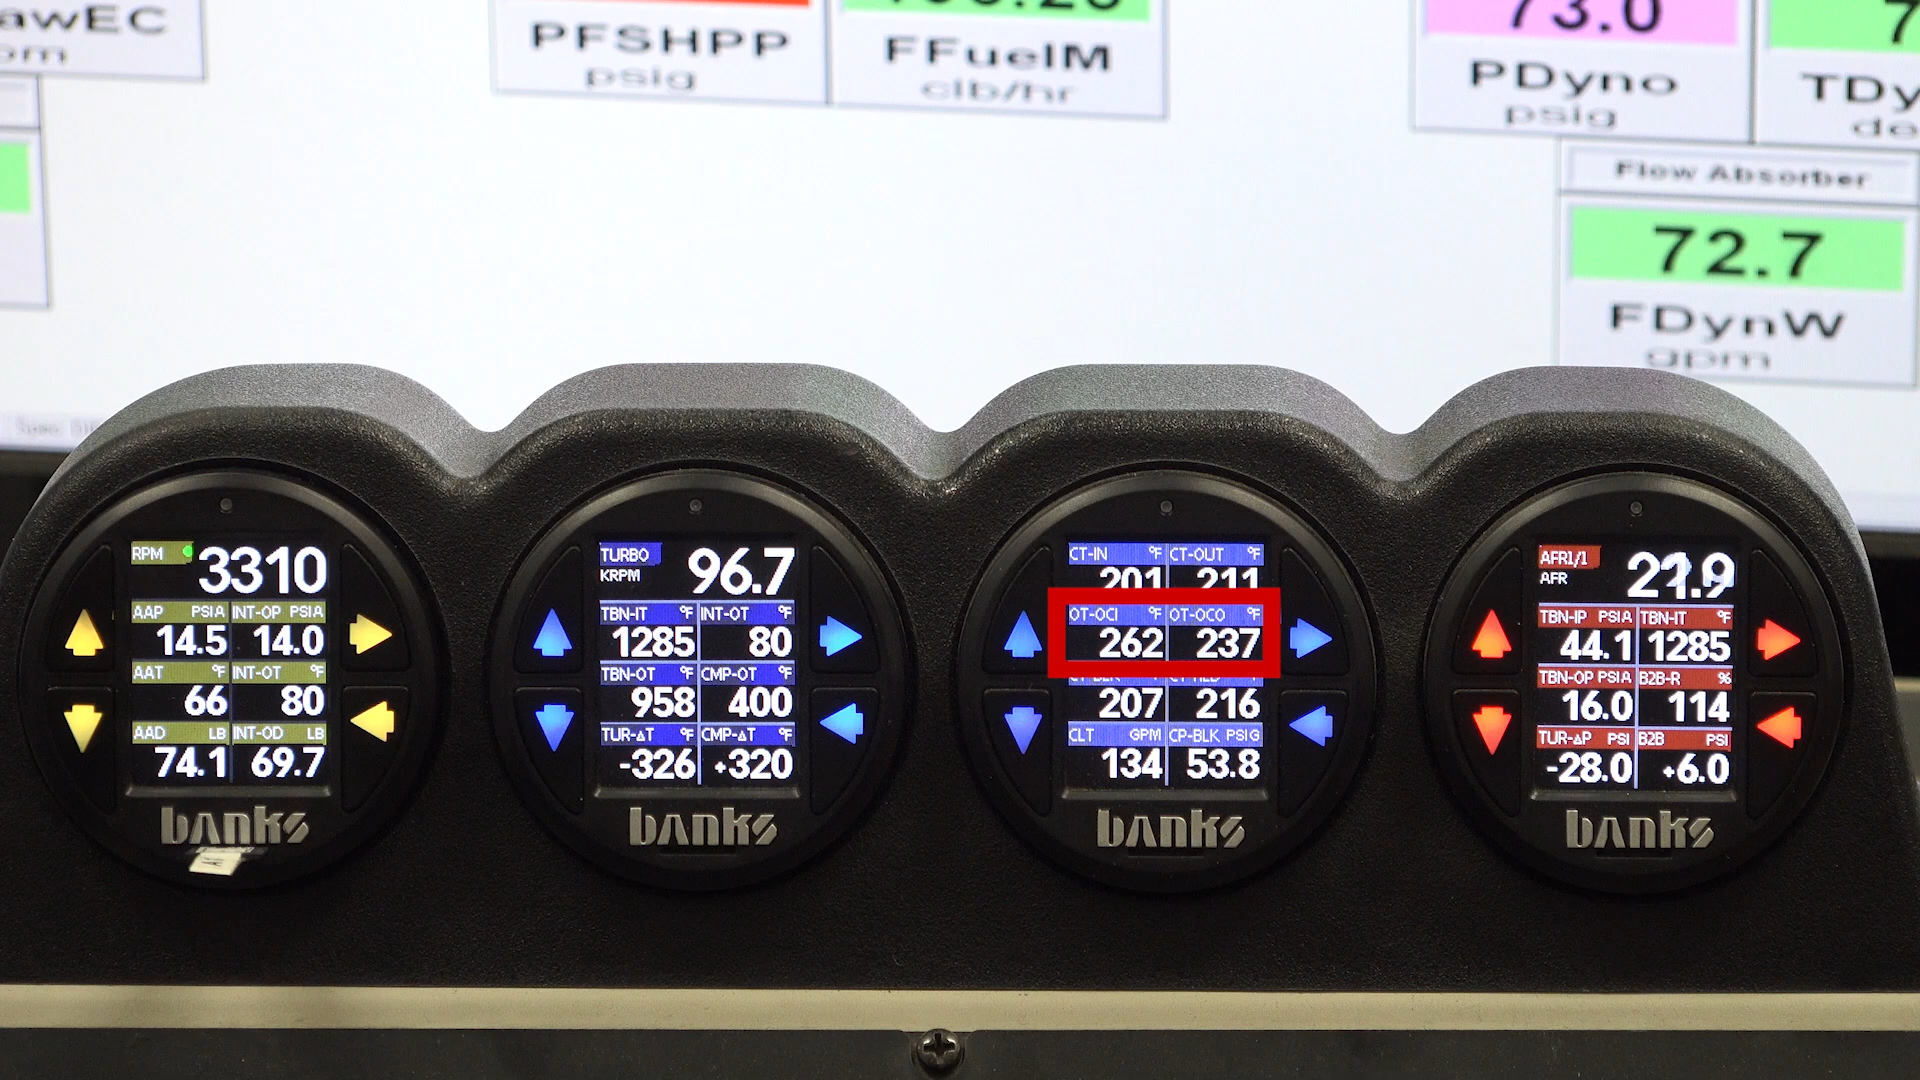 awEC
om
PFSHPP
psig
FFuelM
clb/hr
73.0
PDyno
psig
TDy
de
Flow Absorber
72.7
FDynW
gpm
RPM 3310
AAP PSIA INT-OP PSIA
14.5 14.0
AAT °F INT-OT °F
66 80
AAD LB INT-OD LB
74.1 69.7
banks
TURBO 96.7
KRPM
TBN-IT °F INT-OT °F
1285 80
TBN-OT °F CMP-OT °F
958 400
TUR-ΔT °F CMP-ΔT °F
-326 +320
banks
CT-IN °F CT-OUT °F
201 211
OT-OCI °F OT-OCO °F
262 237
207 216
CLT GPM CP-BLK PSIG
134 53.8
banks
AFR1/1
AFR
TBN-IP PSIA TBN-IT °F
44.1 1285
TBN-OP PSIA B2B-R %
16.0 114
TUR-ΔP PSI B2B PSI
-28.0 +6.0
banks